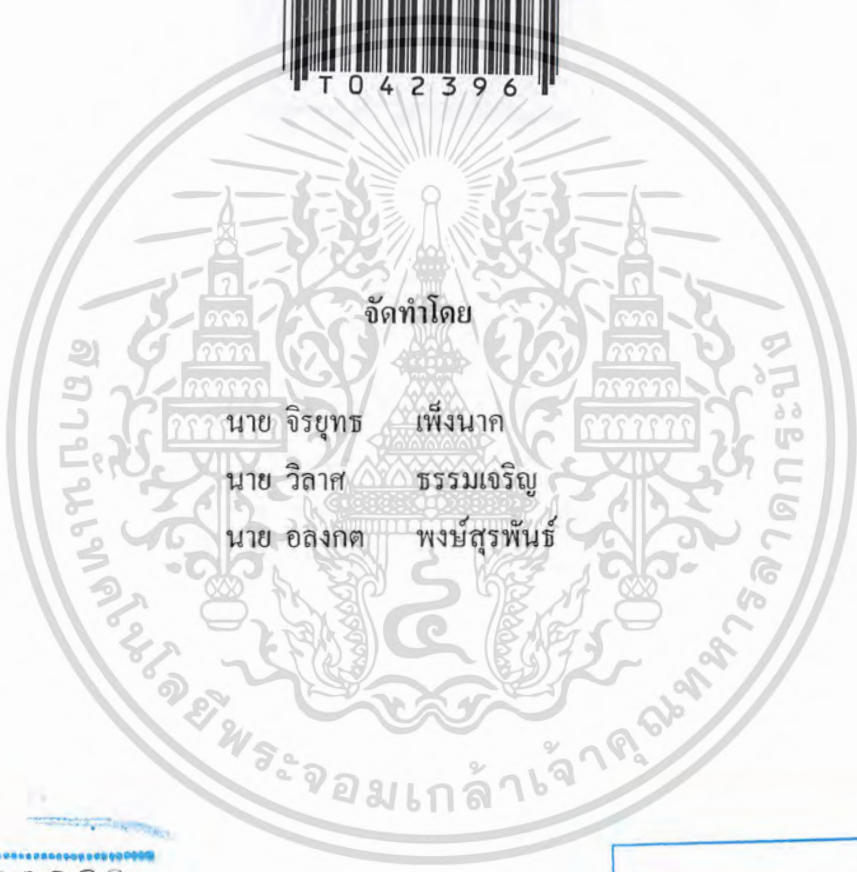 T042396
จัดทำโดย
นาย จิรยุทธ เพ็งนาค
นาย วิลาศ ธรรมเจริญ
นาย อลงกต พงษ์สุรพันธ์
สถาบันเทคโนโลยีพระจอมเกล้าเจ้าคุณทหารลาดกระบัง